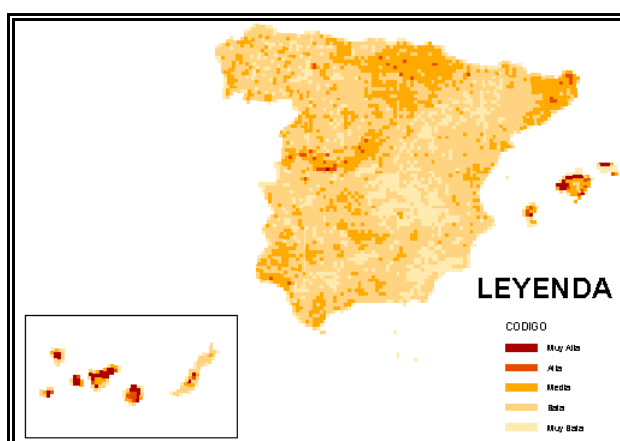 LEYENDA
CODIGO
Muy Alta
Alta
Media
Baja
Muy Baja